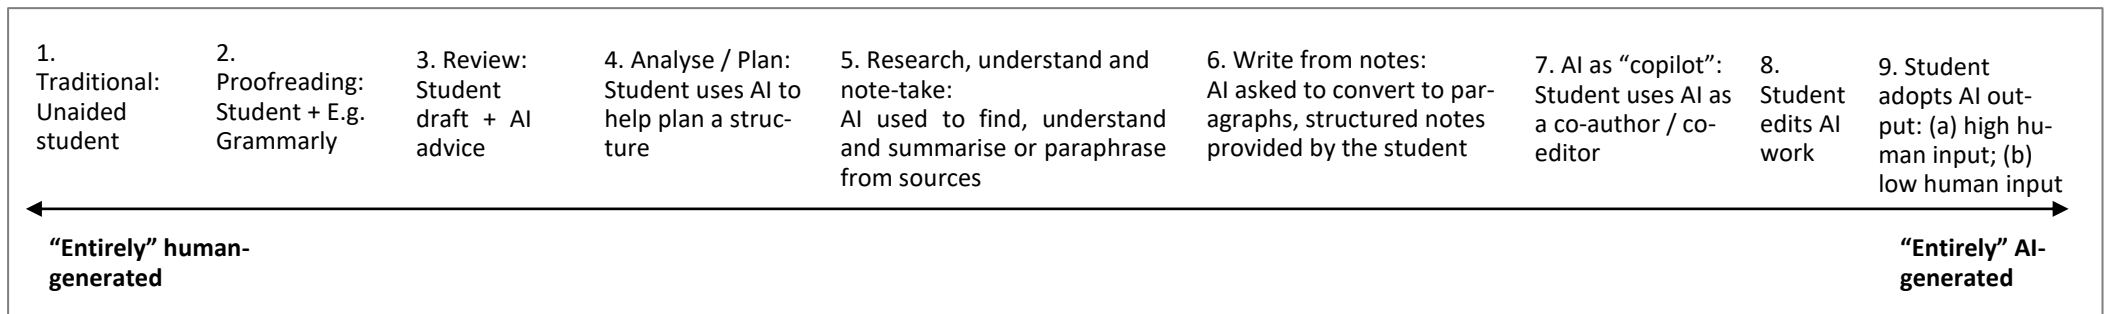 1.
Traditional:
Unaided
student
2.
Proofreading:
Student + E.g.
Grammarly
3. Review:
Student
draft + AI
advice
4. Analyse / Plan:
Student uses AI to
help plan a struc-
ture
5. Research, understand and
note-take:
AI used to find, understand
and summarise or paraphrase
from sources
6. Write from notes:
AI asked to convert to par-
agraphs, structured notes
provided by the student
7. AI as “copilot”:
Student uses AI as
a co-author / co-
editor
8.
Student
edits AI
work
9. Student
adopts AI out-
put: (a) high hu-
man input; (b)
low human input
“Entirely” human-
generated
“Entirely” AI-
generated